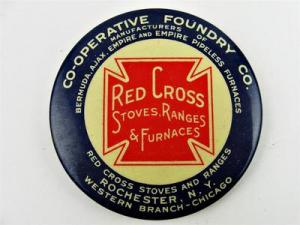 CO-OPERATIVE FOUNDRY CO.
MANUFACTURERS OF
BERMUDA, AJAX, EMPIRE AND EMPIRE PIPELESS FURNACES
RED CROSS
STOVES, RANGES
& FURNACES
RED CROSS STOVES AND RANGES
ROCHESTER, N.Y.
WESTERN BRANCH-CHICAGO